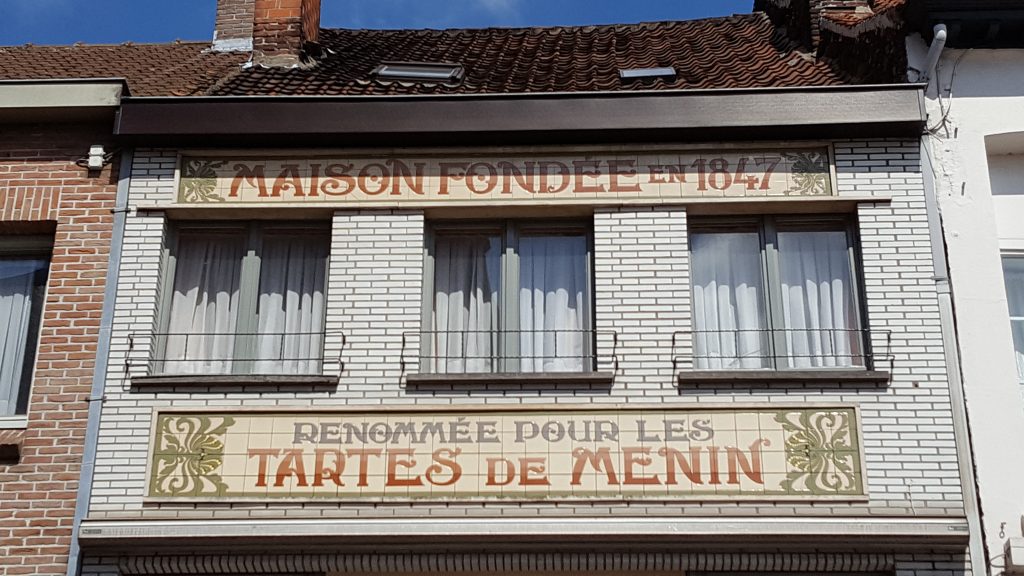 MAISON FONDÉE EN 1847
RENOMMÉE POUR LES
TARTES DE MENIN